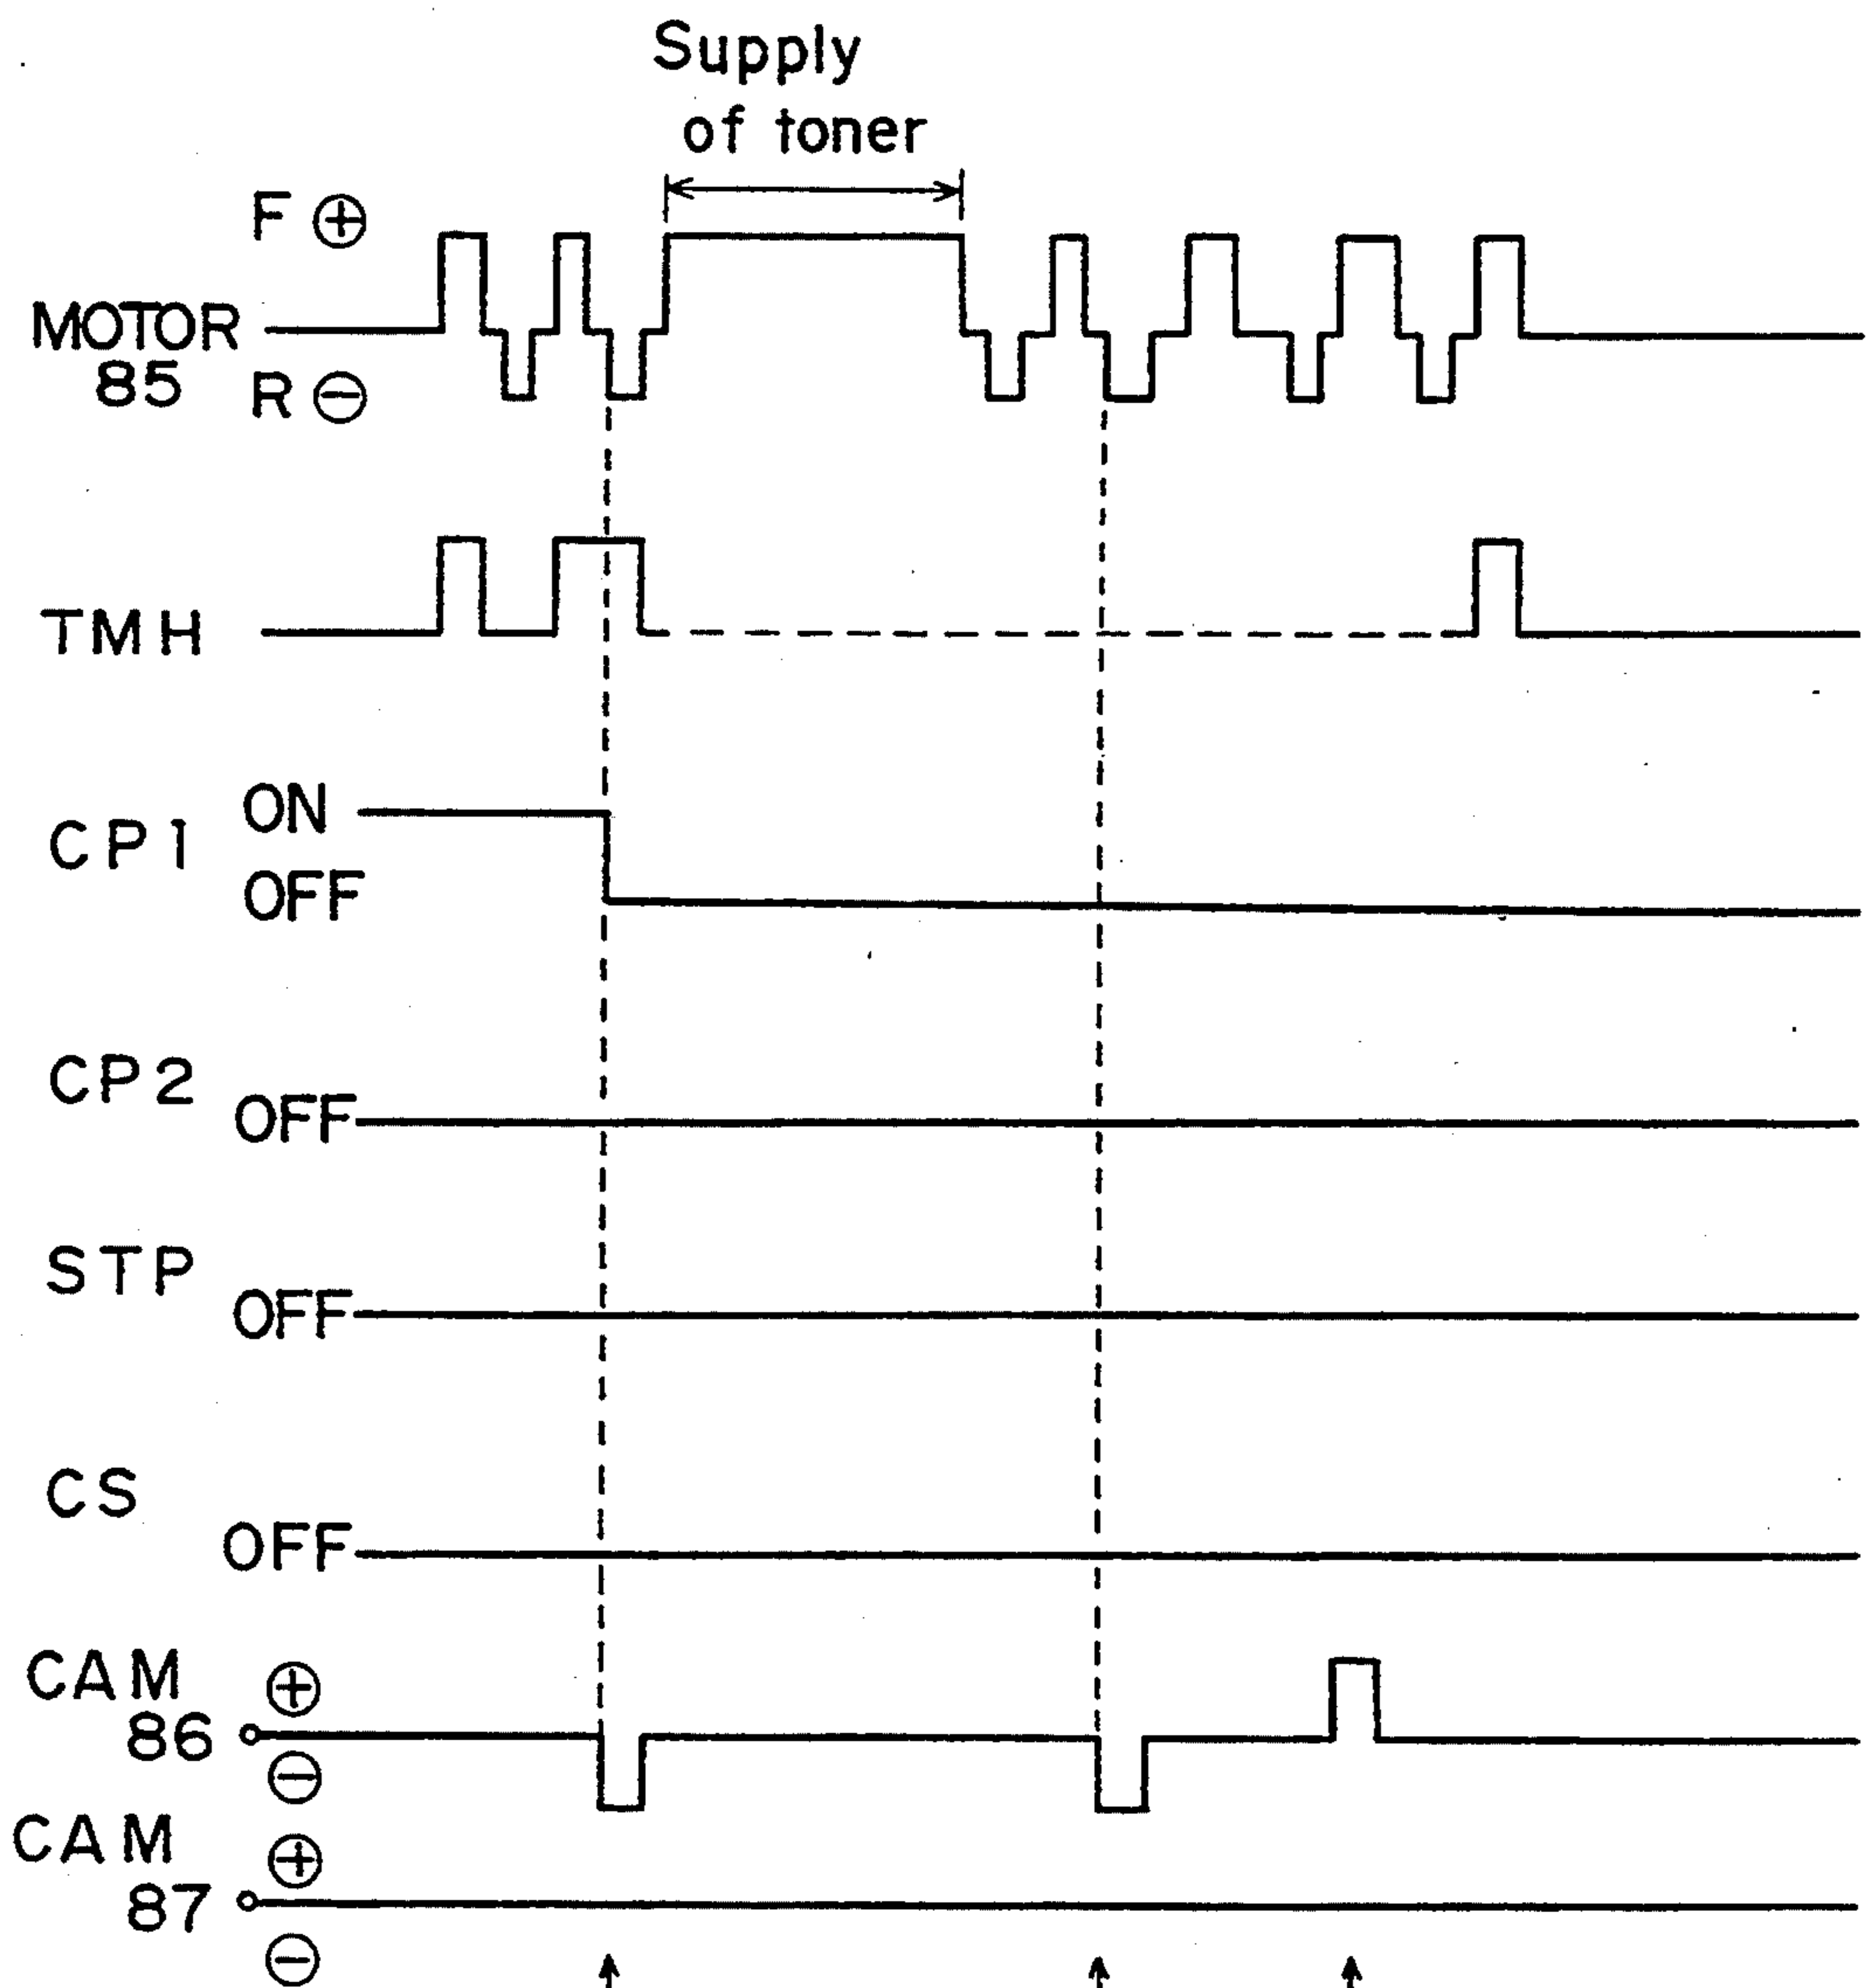 Supply
of toner
F ⊕
MOTOR
85
R ⊖
TMH
CP1
ON
OFF
CP2
OFF
STP
OFF
CS
OFF
CAM
86
⊕
⊖
CAM
87
⊕
⊖